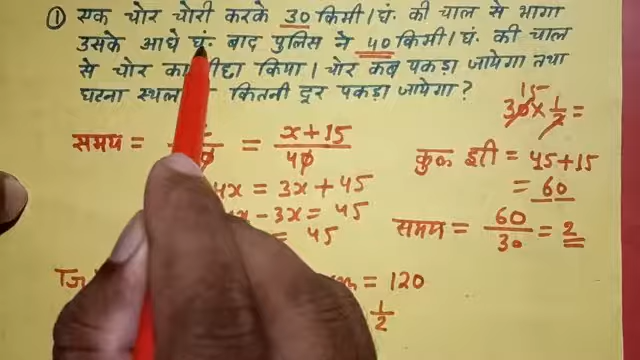 ① एक चोर चोरी करके 30 किमी/घं. की चाल से भागा
उसके आधे घं. बाद पुलिस ने 40 किमी/घं. की चाल
से चोर का किया। चोर कब पकड़ा जायेगा तथा
घटना स्थल कितनी दूर पकड़ा जायेगा?
15
30 × 1/2 =
समय = = x+15/40
कुल दूरी = 45+15
= 60
4x = 3x + 45
- 3x = 45
= 45
समय = 60/30 = 2
= 120
1/2